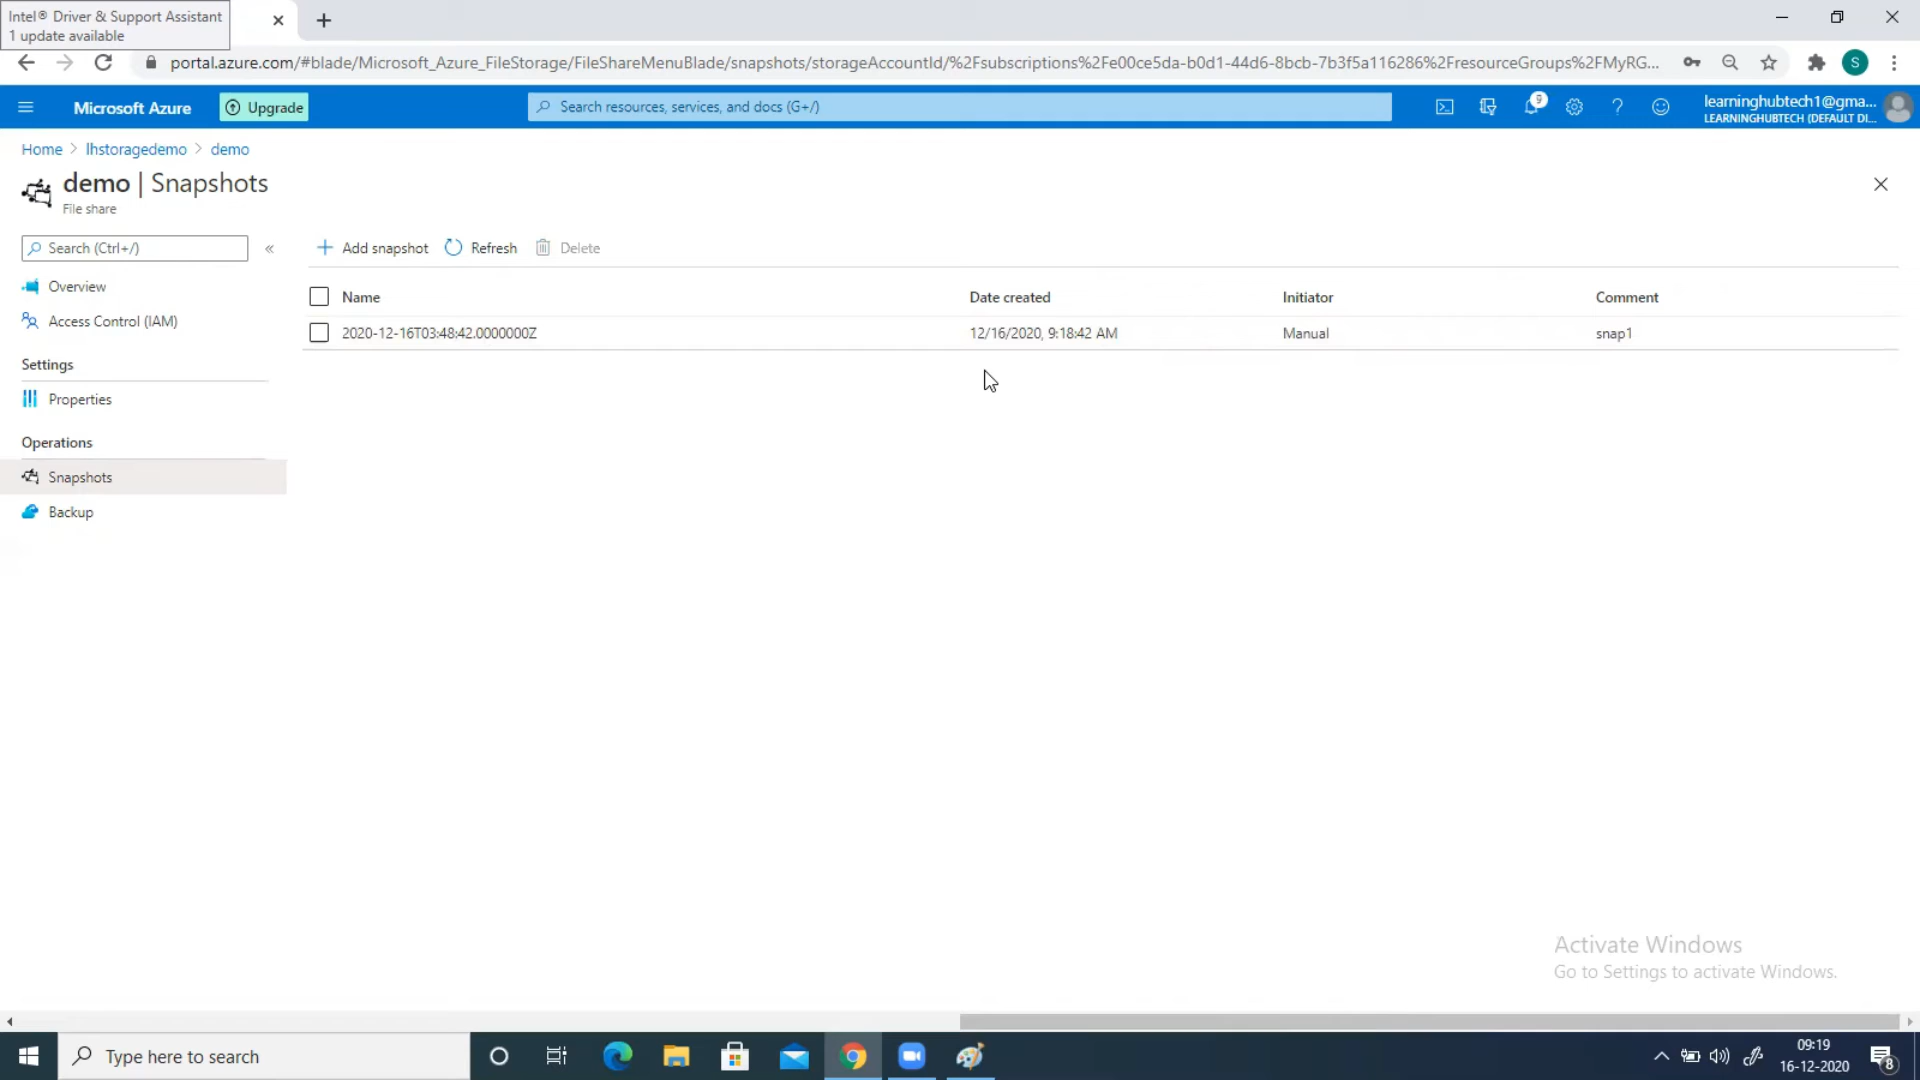 Intel® Driver & Support Assistant
1 update available
portal.azure.com/#blade/Microsoft_Azure_FileStorage/FileShareMenuBlade/snapshots/storageAccountId/%2Fsubscriptions%2Fe00ce5da-b0d1-44d6-8bcb-7b3f5a116286%2FresourceGroups%2FMyRG...
S
Microsoft Azure
Upgrade
Search resources, services, and docs (G+/)
9
learninghubtech1@gma...
LEARNINGHUBTECH (DEFAULT DI...
Home > lhstoragedemo > demo
demo | Snapshots
File share
Search (Ctrl+/)
«
Add snapshot
Refresh
Delete
Overview
Access Control (IAM)
Settings
Properties
Operations
Snapshots
Backup
Name Date created Initiator Comment
2020-12-16T03:48:42.0000000Z 12/16/2020, 9:18:42 AM Manual snap1
Activate Windows
Go to Settings to activate Windows.
Type here to search
09:19
16-12-2020
8